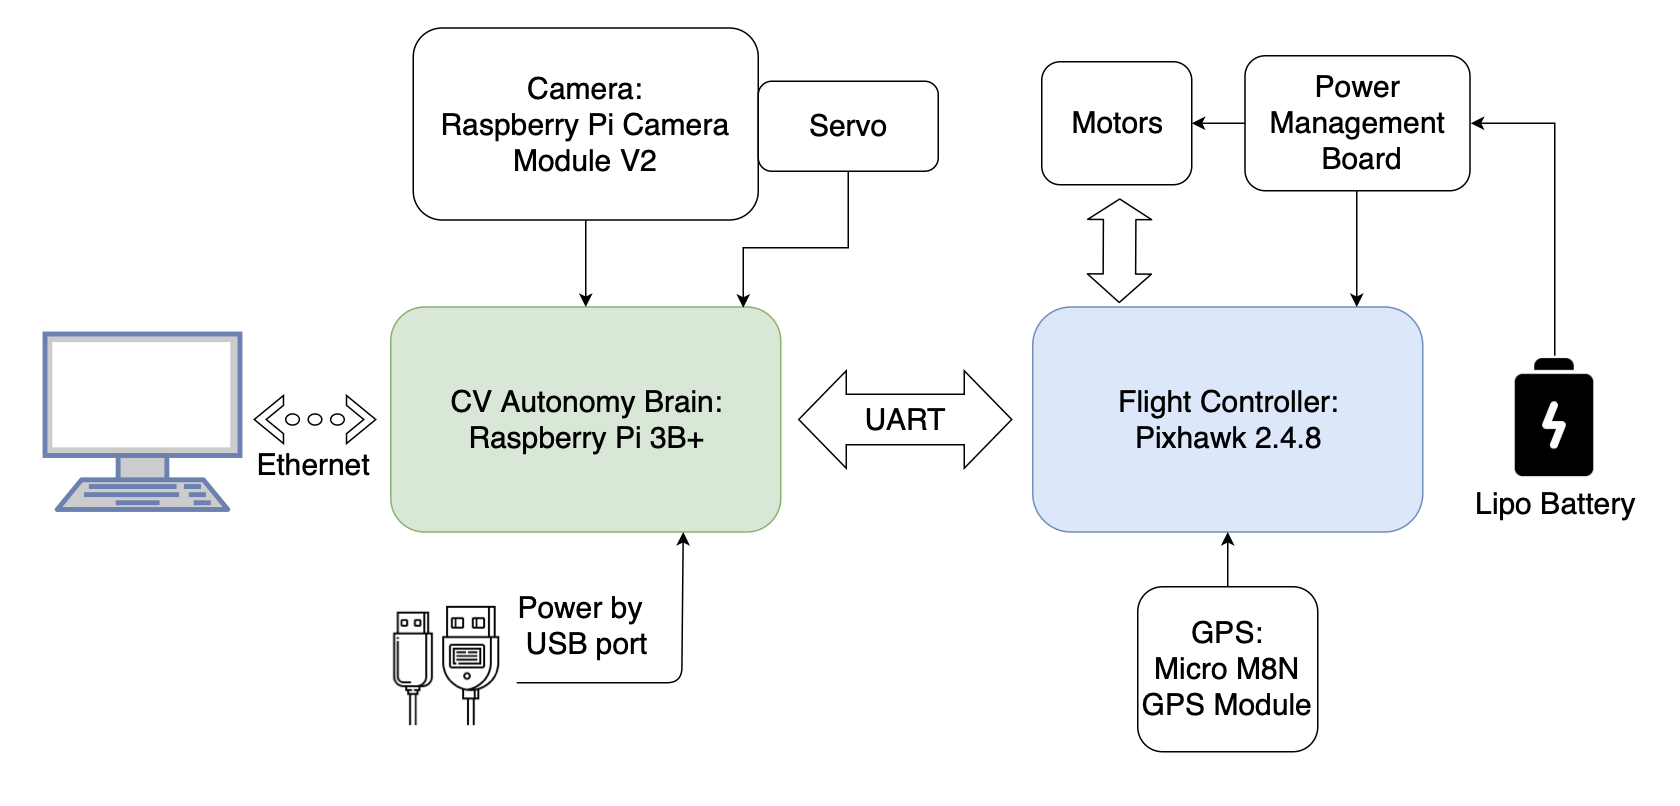 Camera:
Raspberry Pi Camera
Module V2
Servo
Motors
Power
Management
Board
CV Autonomy Brain:
Raspberry Pi 3B+
UART
Flight Controller:
Pixhawk 2.4.8
Ethernet
Lipo Battery
Power by
USB port
GPS:
Micro M8N
GPS Module